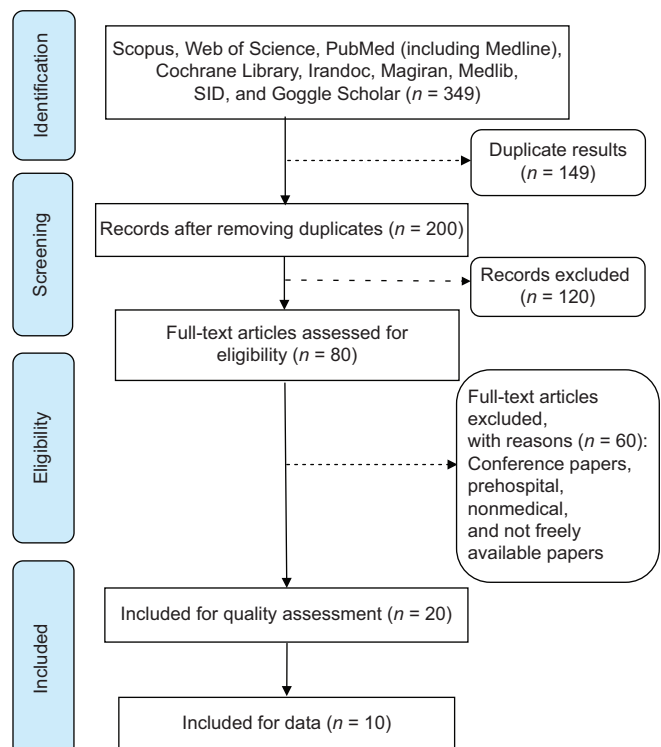 Identification
Scopus, Web of Science, PubMed (including Medline),
Cochrane Library, Irandoc, Magiran, Medlib,
SID, and Goggle Scholar (n = 349)
Duplicate results
(n = 149)
Screening
Records after removing duplicates (n = 200)
Records excluded
(n = 120)
Full-text articles assessed for
eligibility (n = 80)
Eligibility
Full-text articles
excluded,
with reasons (n = 60):
Conference papers,
prehospital,
nonmedical,
and not freely
available papers
Included
Included for quality assessment (n = 20)
Included for data (n = 10)